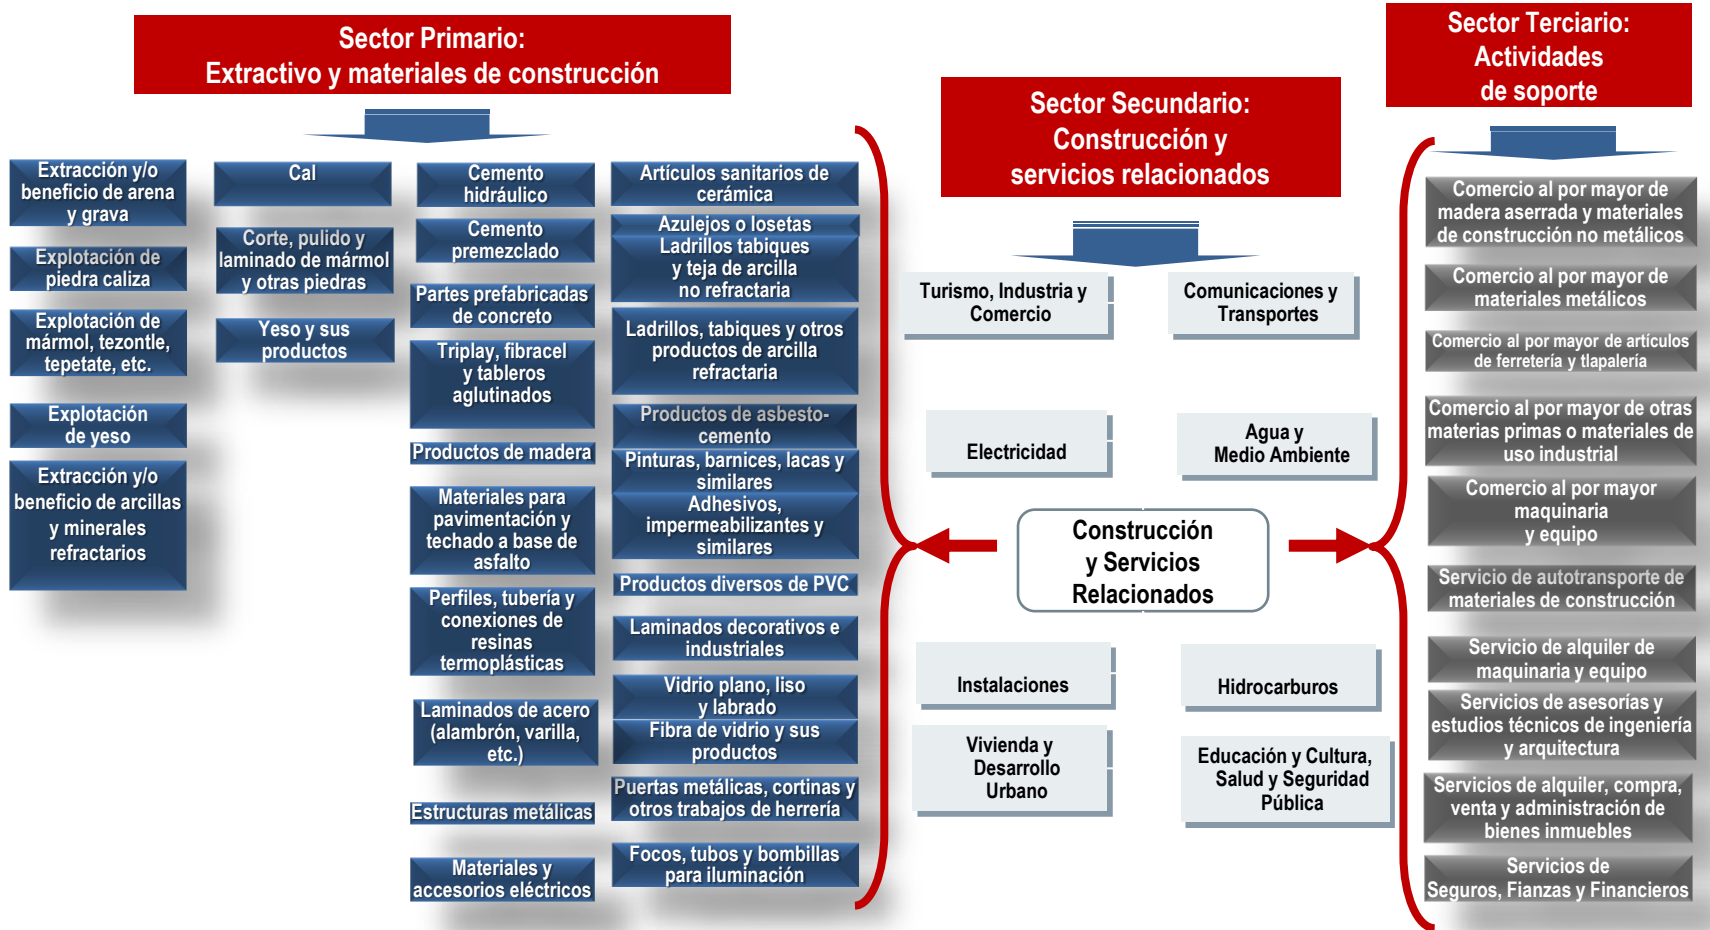 Sector Primario:
Extractivo y materiales de construcción
Extracción y/o
beneficio de arena
y grava
Explotación de
piedra caliza
Explotación de
mármol, tezontle,
tepetate, etc.
Explotación
de yeso
Extracción y/o
beneficio de arcillas
y minerales
refractarios
Cal
Corte, pulido y
laminado de mármol
y otras piedras
Yeso y sus
productos
Cemento
hidráulico
Cemento
premezclado
Partes prefabricadas
de concreto
Triplay, fibracel
y tableros
aglutinados
Productos de madera
Materiales para
pavimentación y
techado a base de
asfalto
Perfiles, tubería y
conexiones de
resinas
termoplásticas
Laminados de acero
(alambrón, varilla,
etc.)
Estructuras metálicas
Materiales y
accesorios eléctricos
Artículos sanitarios de
cerámica
Azulejos o losetas
Ladrillos tabiques
y teja de arcilla
no refractaria
Ladrillos, tabiques y otros
productos de arcilla
refractaria
Productos de asbesto-
cemento
Pinturas, barnices, lacas y
similares
Adhesivos,
impermeabilizantes y
similares
Productos diversos de PVC
Laminados decorativos e
industriales
Vidrio plano, liso
y labrado
Fibra de vidrio y sus
productos
Puertas metálicas, cortinas y
otros trabajos de herrería
Focos, tubos y bombillas
para iluminación
Sector Secundario:
Construcción y
servicios relacionados
Turismo, Industria y
Comercio
Comunicaciones y
Transportes
Electricidad
Agua y
Medio Ambiente
Construcción
y Servicios
Relacionados
Instalaciones
Hidrocarburos
Vivienda y
Desarrollo
Urbano
Educación y Cultura,
Salud y Seguridad
Pública
Sector Terciario:
Actividades
de soporte
Comercio al por mayor de
madera aserrada y materiales
de construcción no metálicos
Comercio al por mayor de
materiales metálicos
Comercio al por mayor de artículos
de ferretería y tlapalería
Comercio al por mayor de otras
materias primas o materiales de
uso industrial
Comercio al por mayor
maquinaria
y equipo
Servicio de autotransporte de
materiales de construcción
Servicio de alquiler de
maquinaria y equipo
Servicios de asesorías y
estudios técnicos de ingeniería
y arquitectura
Servicios de alquiler, compra,
venta y administración de
bienes inmuebles
Servicios de
Seguros, Fianzas y Financieros